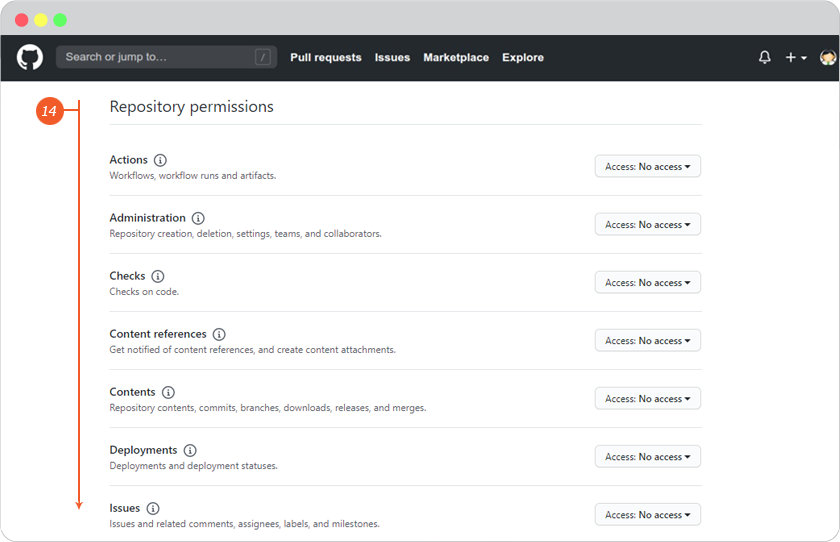 Search or jump to... /
Pull requests Issues Marketplace Explore
14
Repository permissions
Actions
Workflows, workflow runs and artifacts.
Access: No access
Administration
Repository creation, deletion, settings, teams, and collaborators.
Access: No access
Checks
Checks on code.
Access: No access
Content references
Get notified of content references, and create content attachments.
Access: No access
Contents
Repository contents, commits, branches, downloads, releases, and merges.
Access: No access
Deployments
Deployments and deployment statuses.
Access: No access
Issues
Issues and related comments, assignees, labels, and milestones.
Access: No access